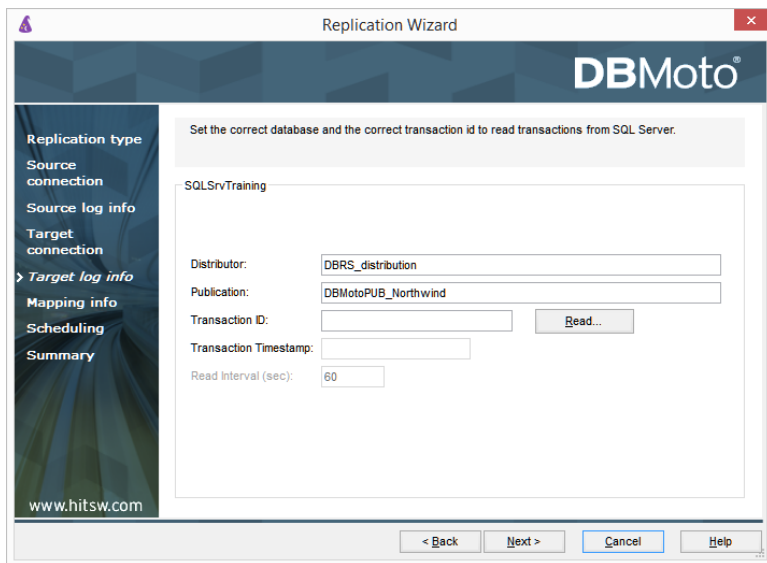 Replication Wizard
DBMoto®
Replication type
Source
connection
Source log info
Target
connection
› Target log info
Mapping info
Scheduling
Summary
www.hitsw.com
Set the correct database and the correct transaction id to read transactions from SQL Server.
SQLSrvTraining
Distributor: DBRS_distribution
Publication: DBMotoPUB_Northwind
Transaction ID: Read...
Transaction Timestamp:
Read Interval (sec): 60
< Back Next > Cancel Help